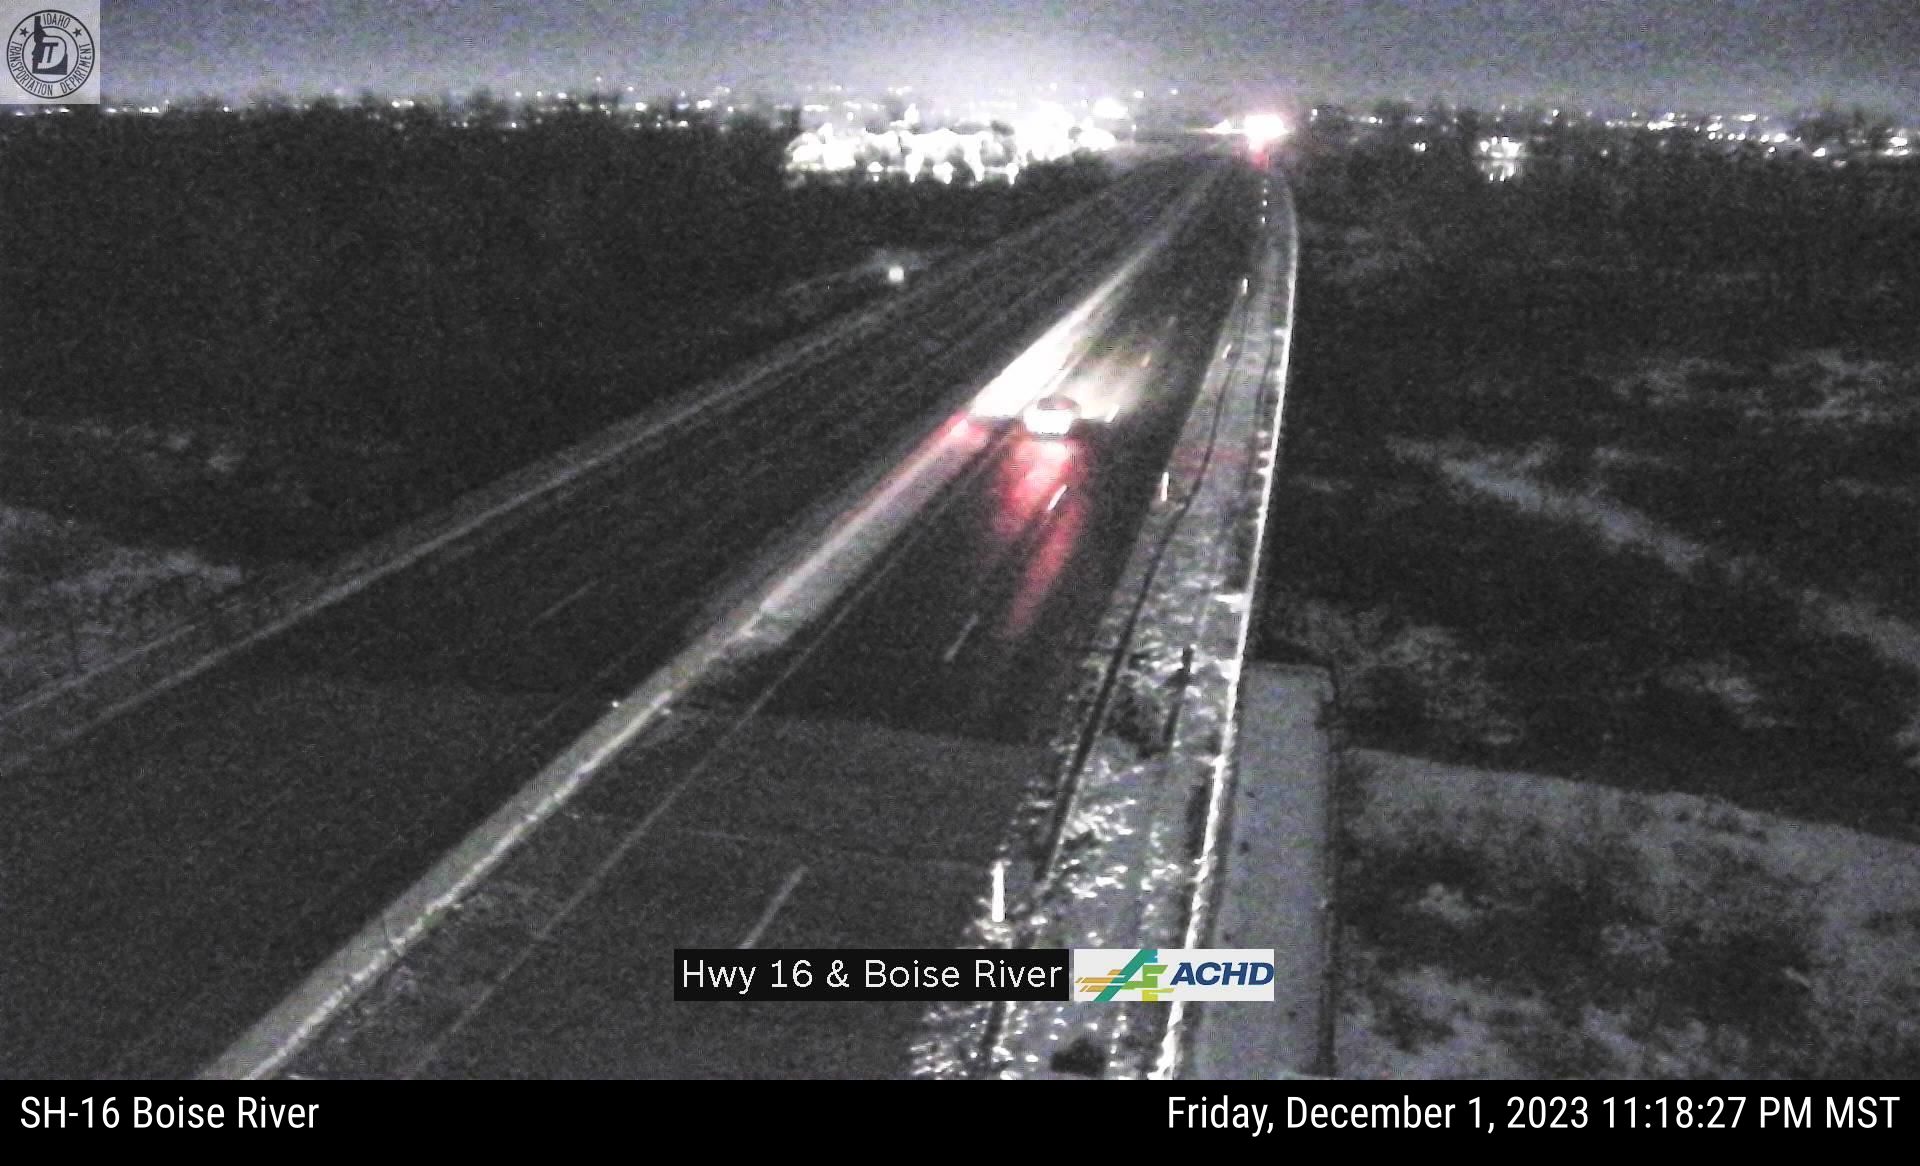 IDAHO
TRANSPORTATION DEPARTMENT
Hwy 16 & Boise River ACHD
SH-16 Boise River
Friday, December 1, 2023 11:18:27 PM MST